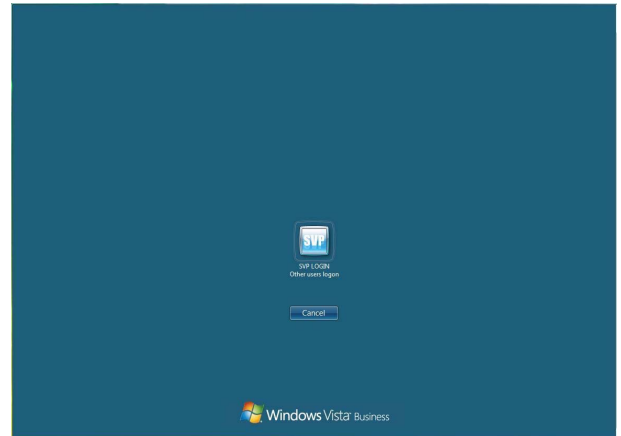 SVP
SVP LOGIN
Other users logon
Cancel
Windows Vista Business